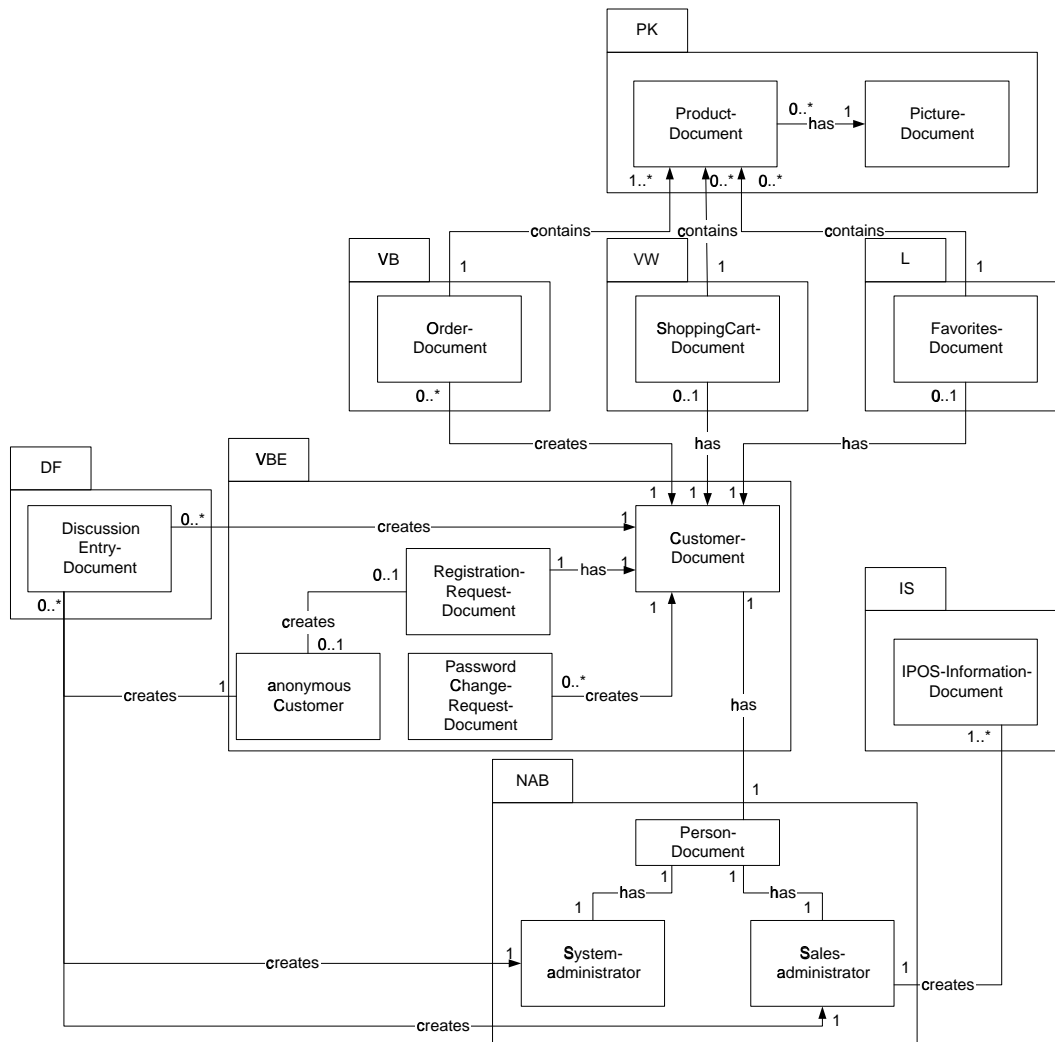 PK
Product-
Document
0..*
has
1
Picture-
Document
1..*
0..*
0..*
contains
contains
contains
VB
1
VW
1
L
1
Order-
Document
ShoppingCart-
Document
Favorites-
Document
0..*
0..1
0..1
creates
has
has
DF
VBE
1
1
1
Discussion
Entry-
Document
0..*
creates
1
Customer-
Document
0..*
0..1
Registration-
Request-
Document
1
has
1
1
1
IS
creates
0..1
IPOS-Information-
Document
1..*
creates
1
anonymous
Customer
Password
Change-
Request-
Document
0..*
creates
has
NAB
1
Person-
Document
1
1
has
has
1
1
1
System-
administrator
Sales-
administrator
1
creates
creates
creates
1